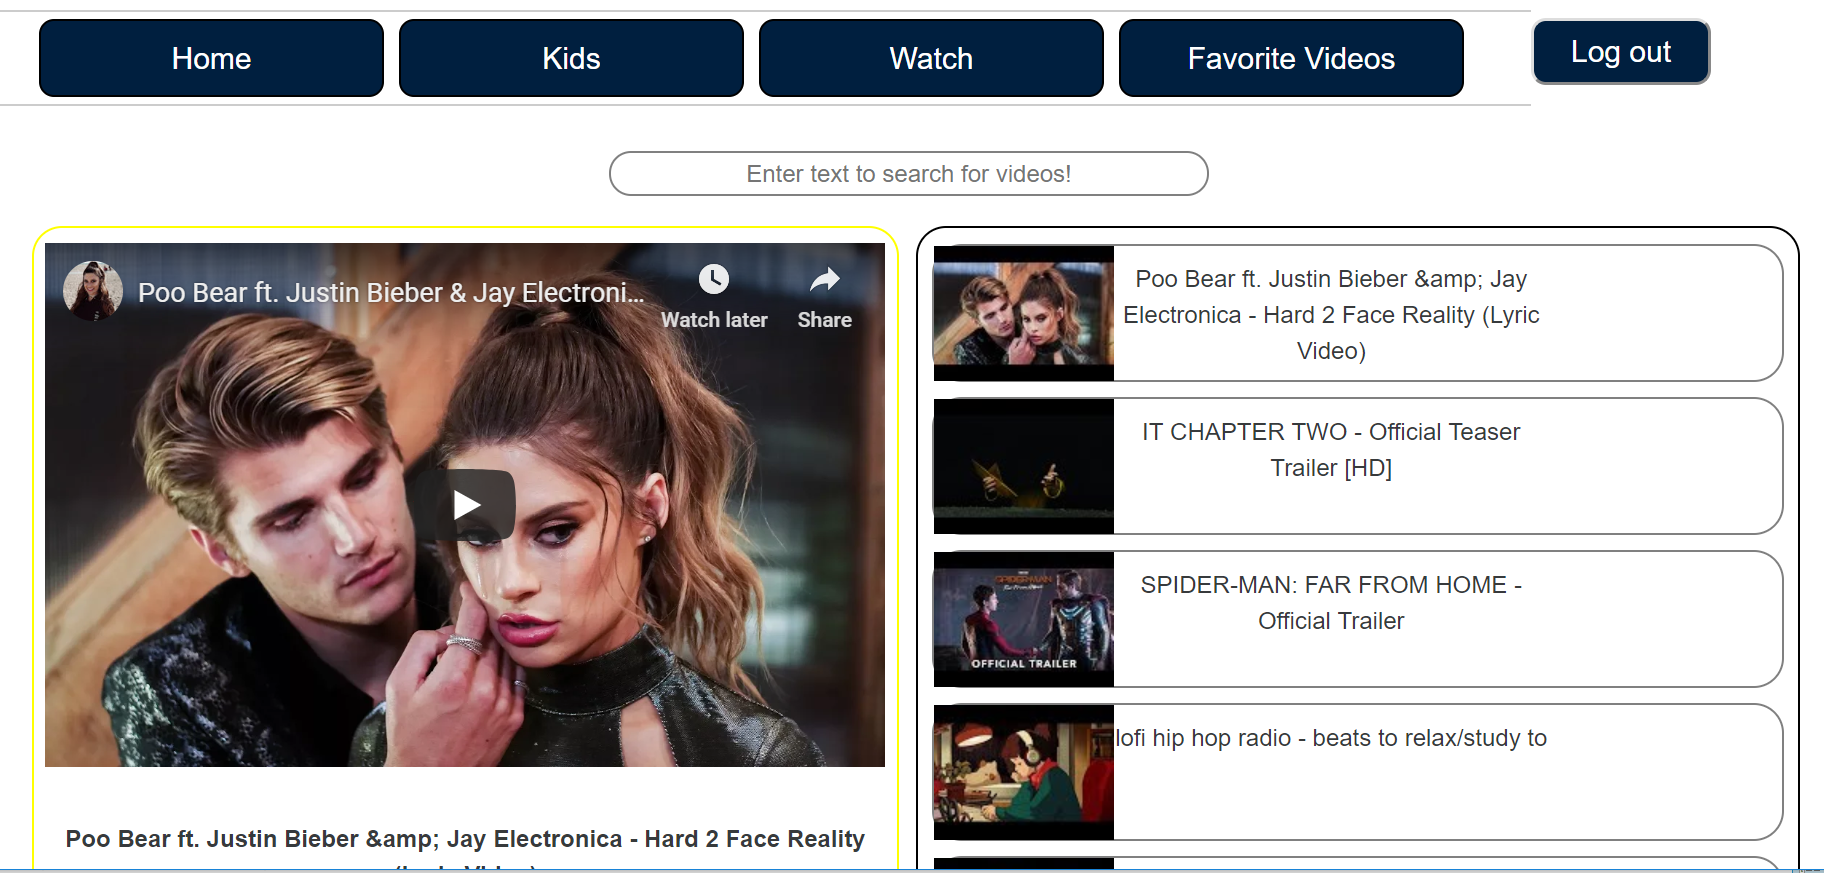 Home
Kids
Watch
Favorite Videos
Log out
Enter text to search for videos!
Poo Bear ft. Justin Bieber & Jay Electroni...
Watch later
Share
Poo Bear ft. Justin Bieber &amp; Jay Electronica - Hard 2 Face Reality
Poo Bear ft. Justin Bieber &amp; Jay
Electronica - Hard 2 Face Reality (Lyric
Video)
IT CHAPTER TWO - Official Teaser
Trailer [HD]
SPIDER-MAN
OFFICIAL TRAILER
SPIDER-MAN: FAR FROM HOME -
Official Trailer
lofi hip hop radio - beats to relax/study to